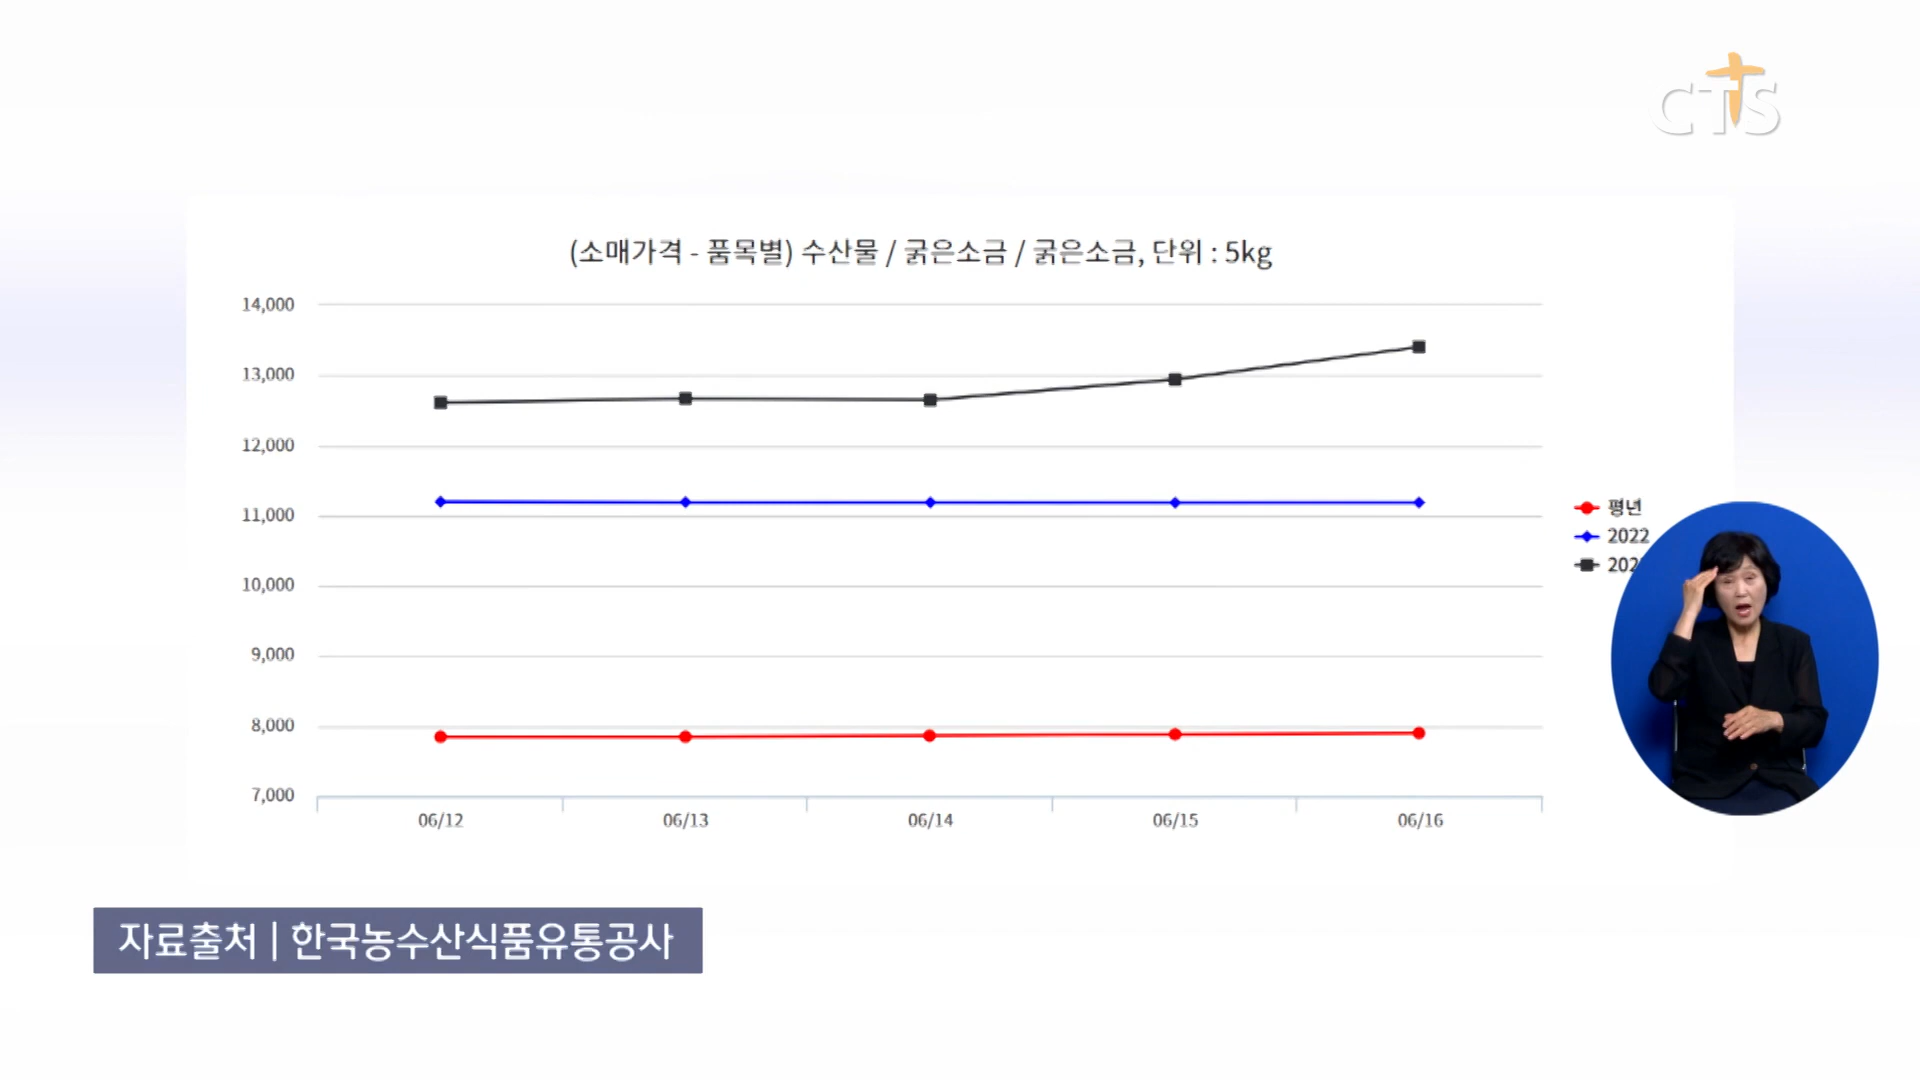 CTS
(소매가격 - 품목별) 수산물 / 굵은소금 / 굵은소금, 단위 : 5kg
14,000
13,000
12,000
11,000
10,000
9,000
8,000
7,000
06/12 06/13 06/14 06/15 06/16
평년
2022
자료출처 | 한국농수산식품유통공사